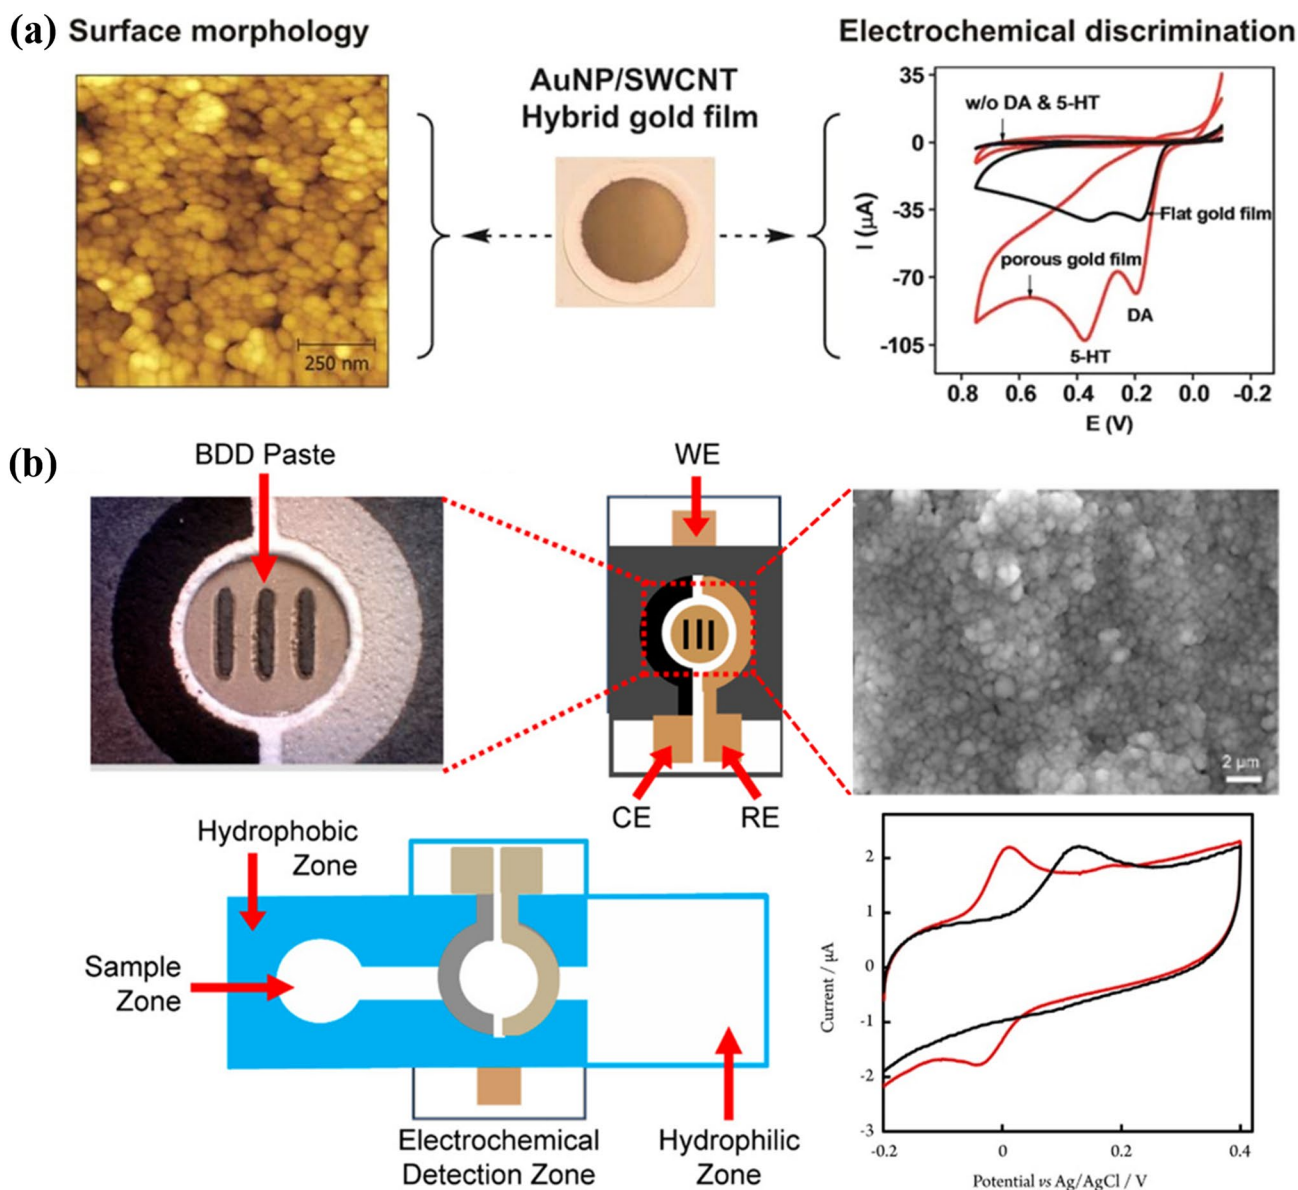 (a) Surface morphology
AuNP/SWCNT
Hybrid gold film
250 nm
Electrochemical discrimination
35
0
-35
-70
-105
I (µA)
w/o DA & 5-HT
Flat gold film
porous gold film
DA
5-HT
0.8 0.6 0.4 0.2 0.0 -0.2
E (V)
(b)
BDD Paste
WE
CE
RE
2 µm
Hydrophobic
Zone
Sample
Zone
Electrochemical
Detection Zone
Hydrophilic
Zone
2
1
0
-1
-2
-3
Current / µA
-0.2 0 0.2 0.4
Potential vs Ag/AgCl / V